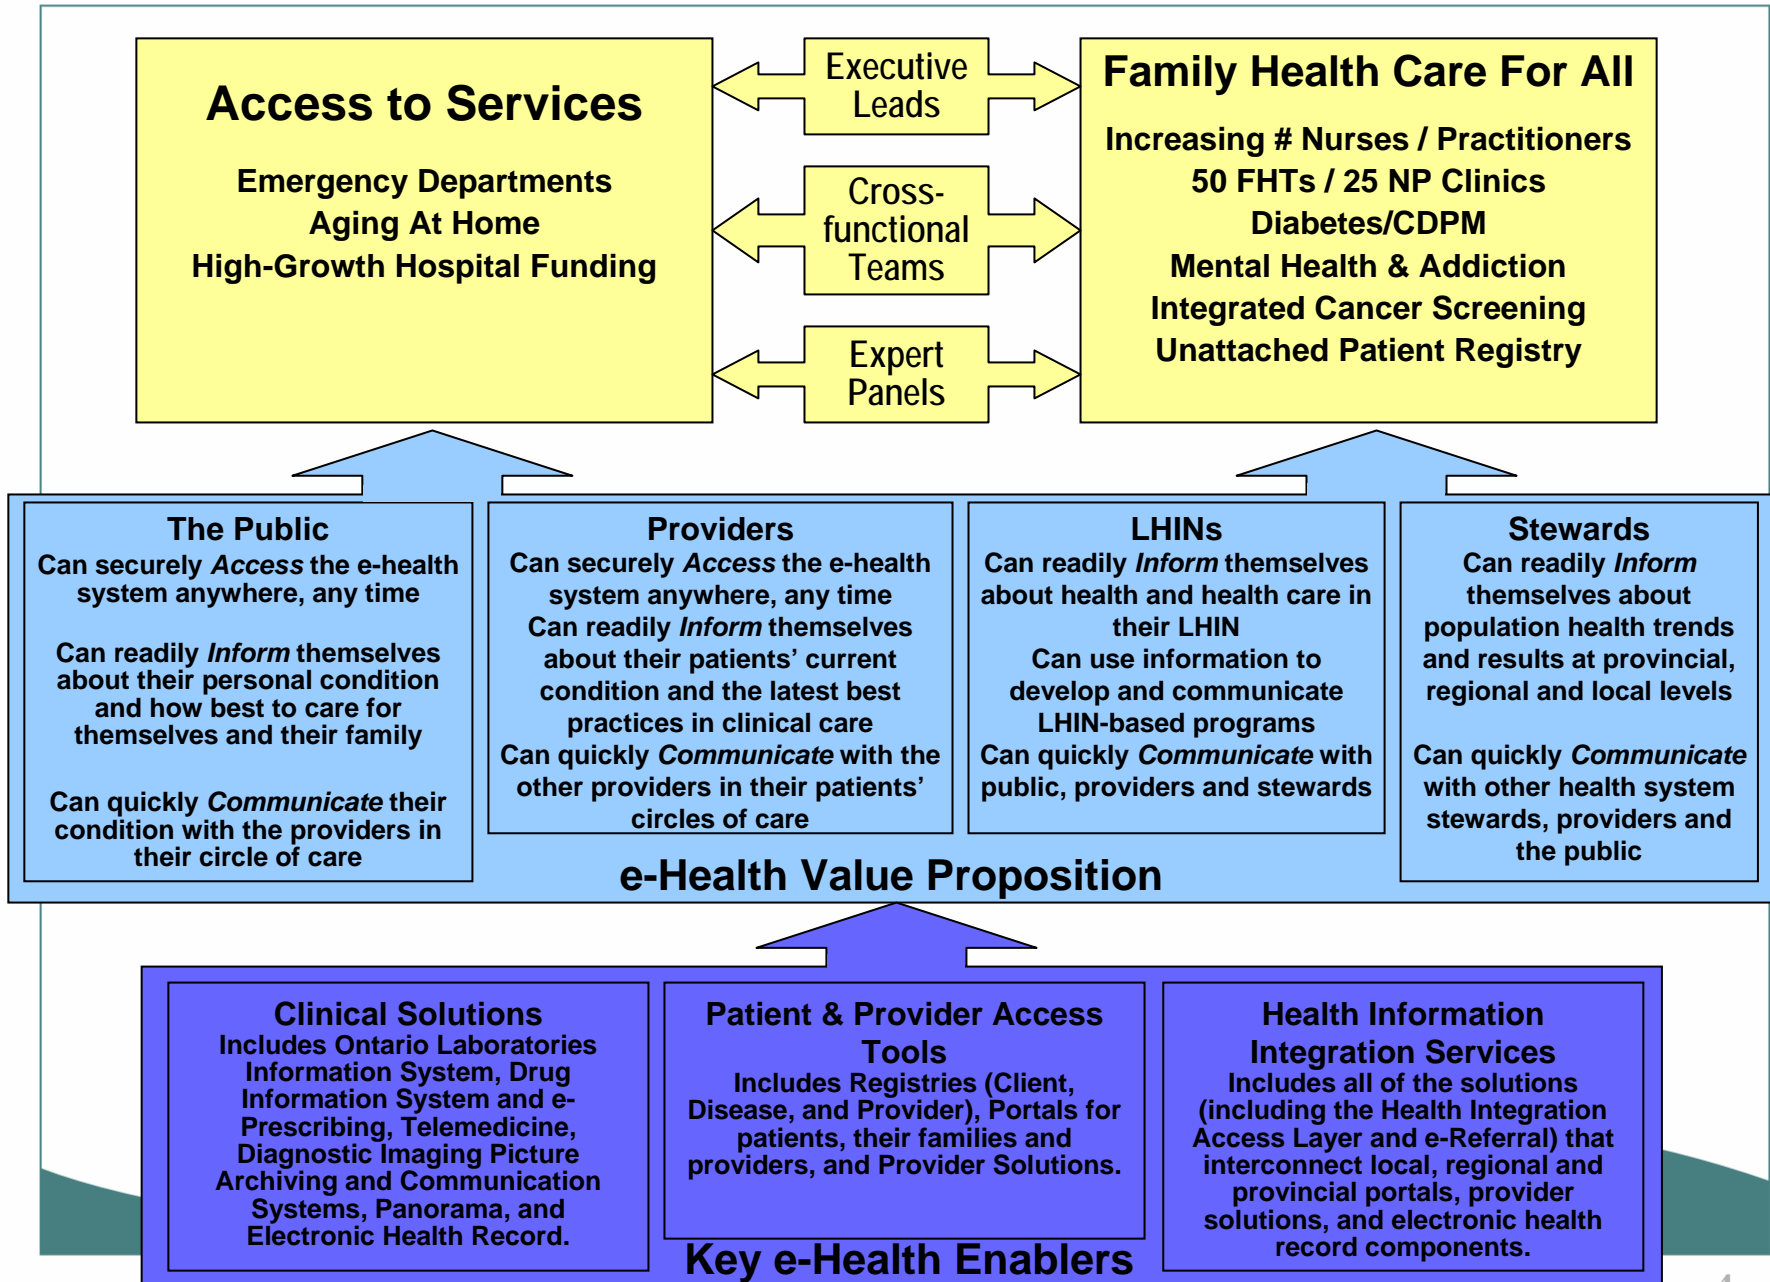 Access to Services
Emergency Departments
Aging At Home
High-Growth Hospital Funding
Executive
Leads
Cross-
functional
Teams
Expert
Panels
Family Health Care For All
Increasing # Nurses / Practitioners
50 FHTs / 25 NP Clinics
Diabetes/CDPM
Mental Health & Addiction
Integrated Cancer Screening
Unattached Patient Registry
The Public
Can securely Access the e-health
system anywhere, any time
Can readily Inform themselves
about their personal condition
and how best to care for
themselves and their family
Can quickly Communicate their
condition with the providers in
their circle of care
Providers
Can securely Access the e-health
system anywhere, any time
Can readily Inform themselves
about their patients’ current
condition and the latest best
practices in clinical care
Can quickly Communicate with the
other providers in their patients’
circles of care
LHINs
Can readily Inform themselves
about health and health care in
their LHIN
Can use information to
develop and communicate
LHIN-based programs
Can quickly Communicate with
public, providers and stewards
Stewards
Can readily Inform
themselves about
population health trends
and results at provincial,
regional and local levels
Can quickly Communicate
with other health system
stewards, providers and
the public
e-Health Value Proposition
Clinical Solutions
Includes Ontario Laboratories
Information System, Drug
Information System and e-
Prescribing, Telemedicine,
Diagnostic Imaging Picture
Archiving and Communication
Systems, Panorama, and
Electronic Health Record.
Patient & Provider Access
Tools
Includes Registries (Client,
Disease, and Provider), Portals for
patients, their families and
providers, and Provider Solutions.
Health Information
Integration Services
Includes all of the solutions
(including the Health Integration
Access Layer and e-Referral) that
interconnect local, regional and
provincial portals, provider
solutions, and electronic health
record components.
Key e-Health Enablers